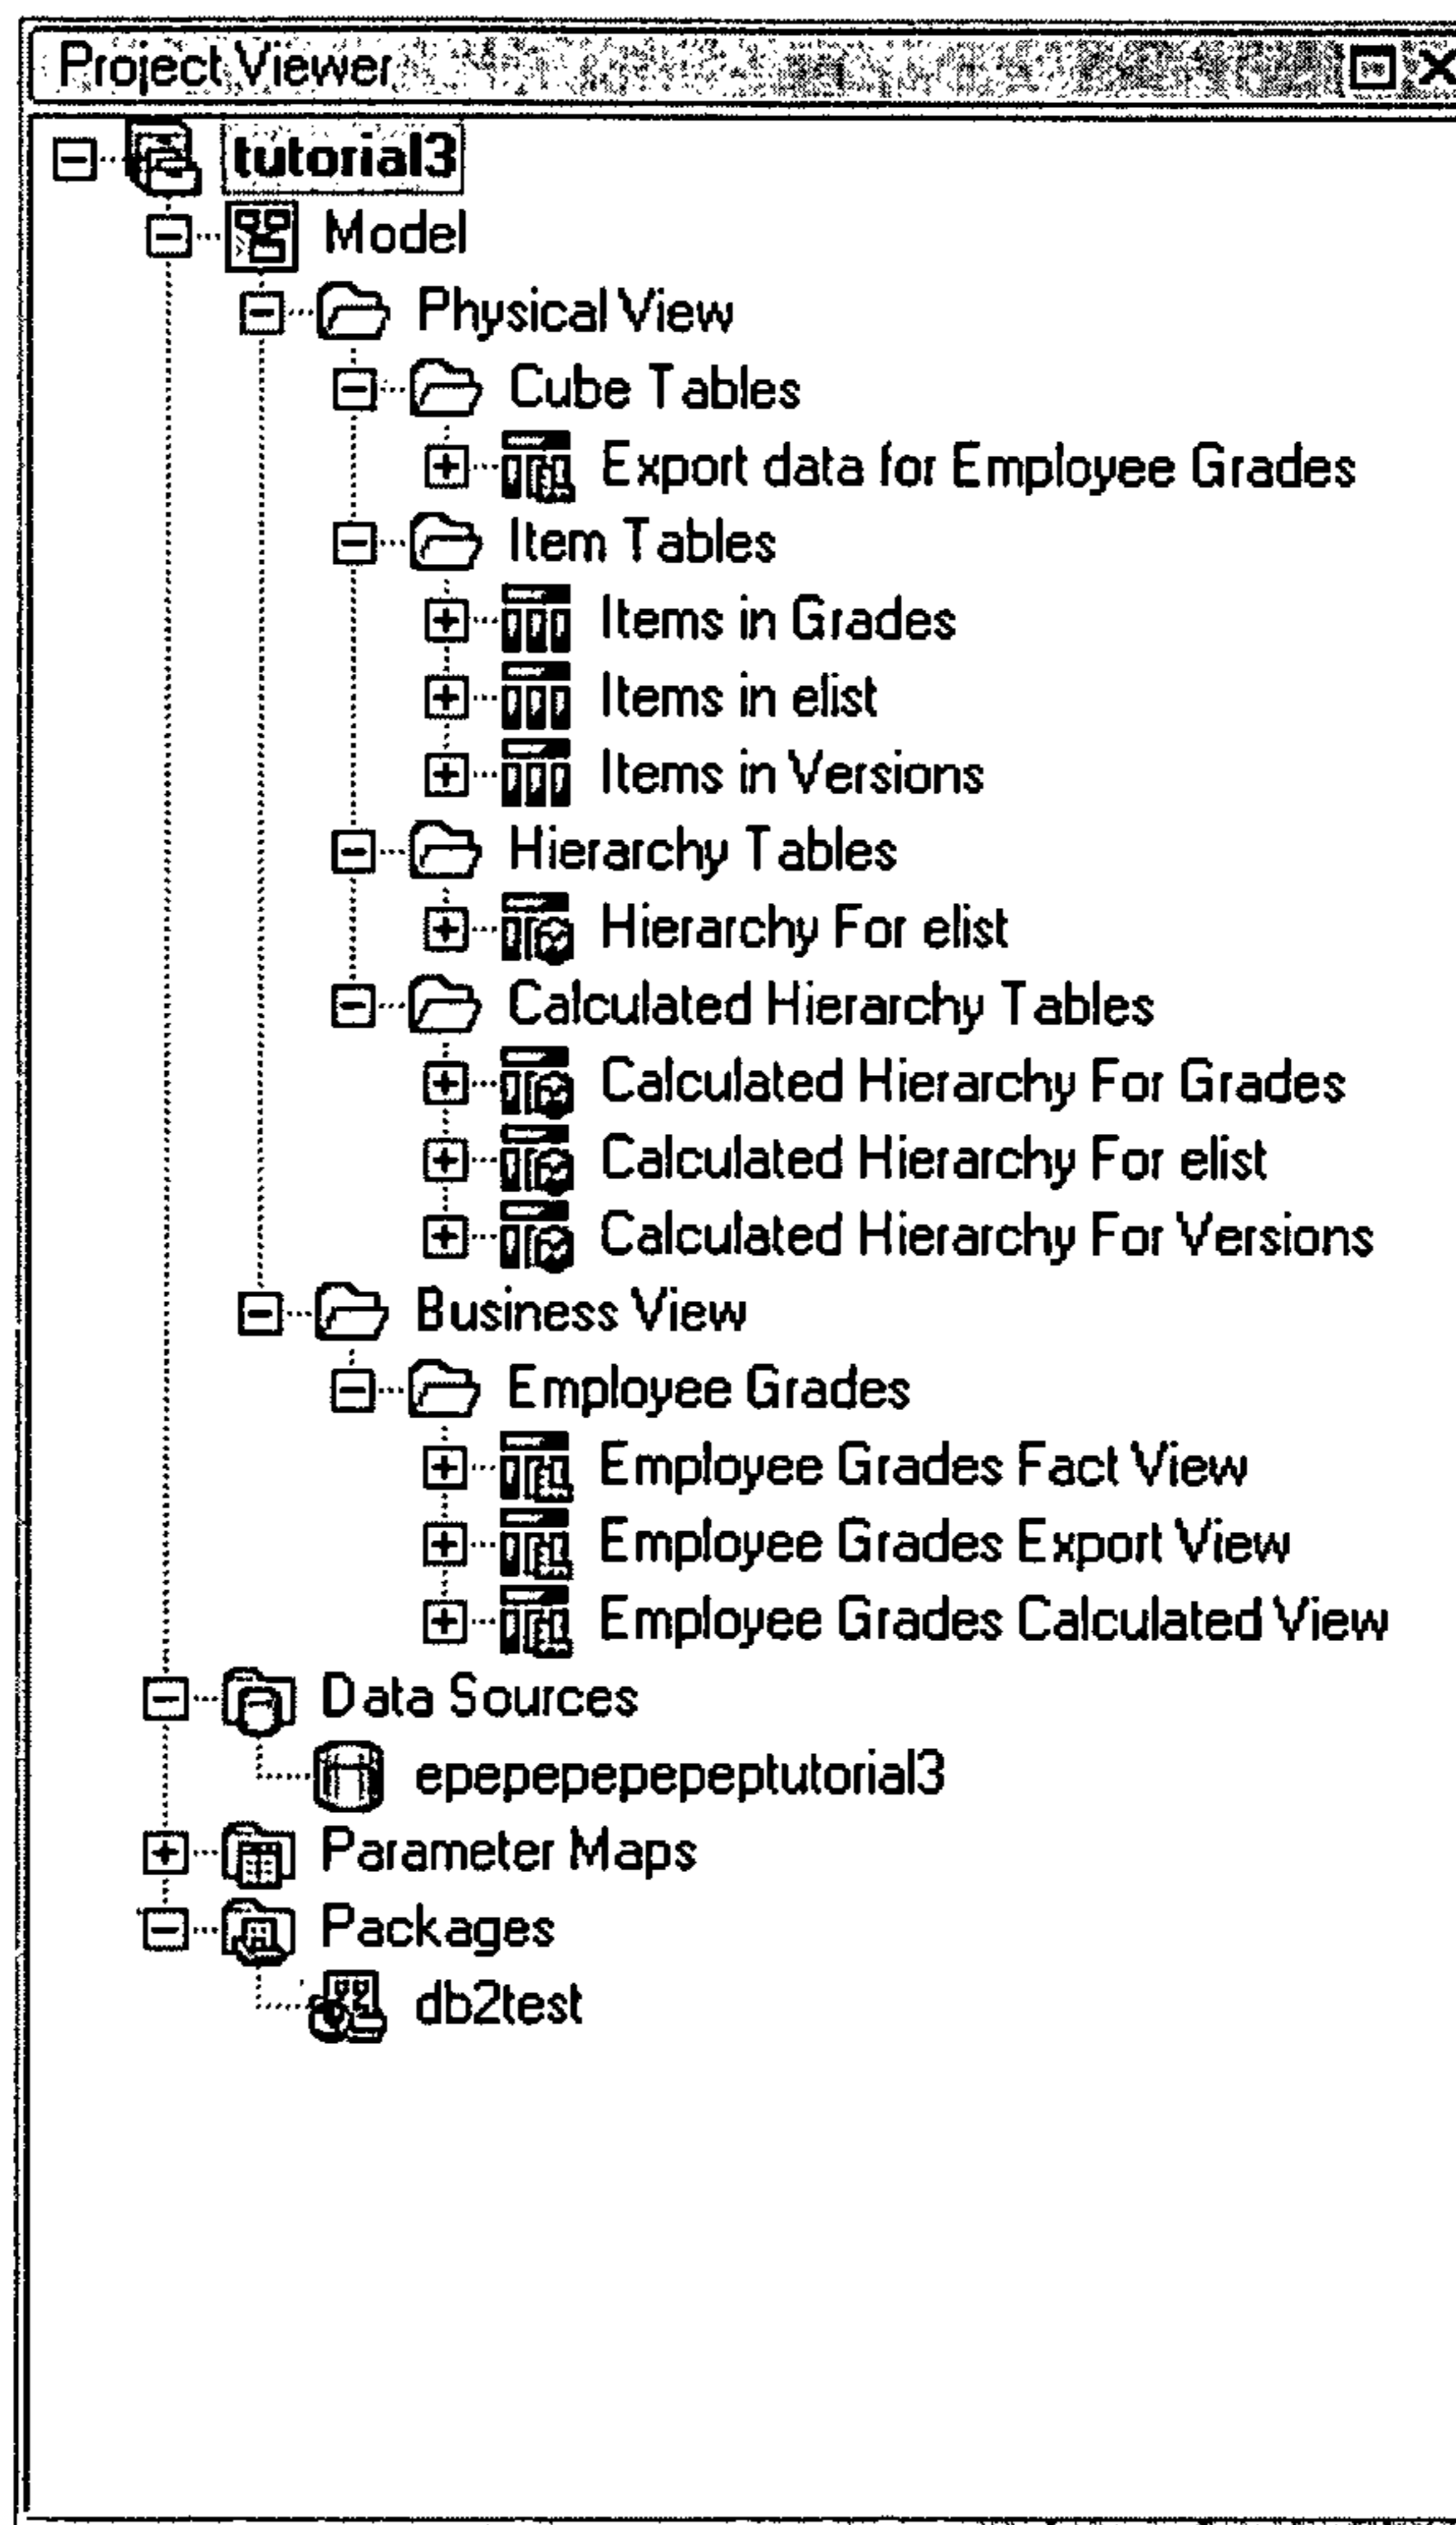 Project Viewer
tutorial3
Model
Physical View
Cube Tables
Export data for Employee Grades
Item Tables
Items in Grades
Items in elist
Items in Versions
Hierarchy Tables
Hierarchy For elist
Calculated Hierarchy Tables
Calculated Hierarchy For Grades
Calculated Hierarchy For elist
Calculated Hierarchy For Versions
Business View
Employee Grades
Employee Grades Fact View
Employee Grades Export View
Employee Grades Calculated View
Data Sources
epepepepepeptutorial3
Parameter Maps
Packages
db2test